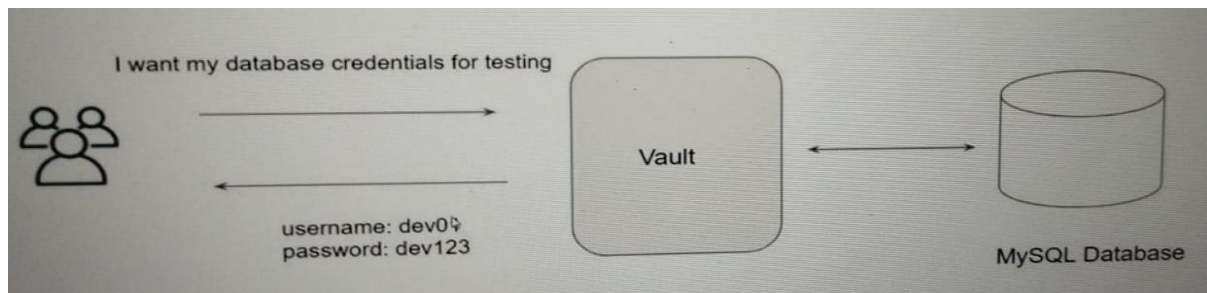 I want my database credentials for testing
Vault
username:
password: dev123
MySQL Database